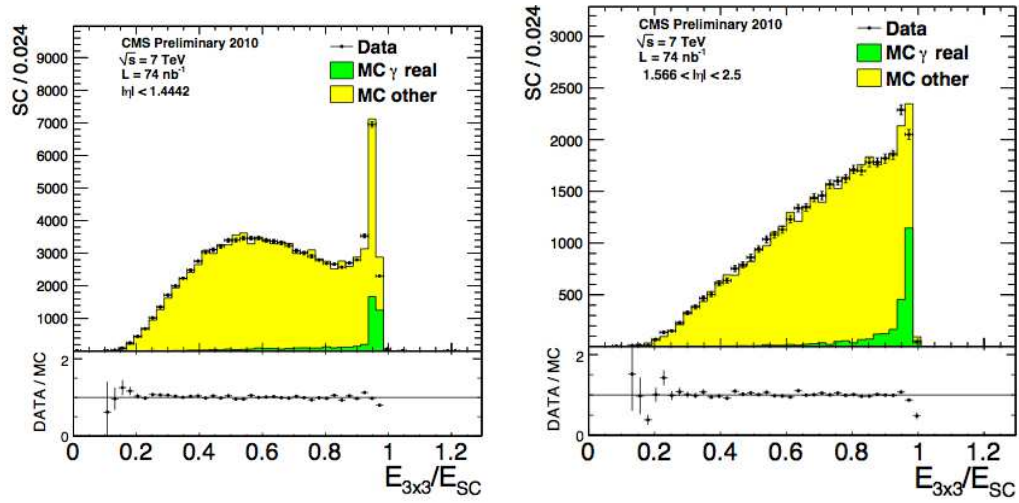 CMS Preliminary 2010
√s = 7 TeV
L = 74 nb⁻¹
|η| < 1.4442
Data
MC γ real
MC other
SC / 0.024
9000
8000
7000
6000
5000
4000
3000
2000
1000
DATA / MC
2
1
0
0 0.2 0.4 0.6 0.8 1 1.2
E3x3/ESC
CMS Preliminary 2010
√s = 7 TeV
L = 74 nb⁻¹
1.566 < |η| < 2.5
Data
MC γ real
MC other
SC / 0.024
3000
2500
2000
1500
1000
500
DATA / MC
2
1
0
0 0.2 0.4 0.6 0.8 1 1.2
E3x3/ESC